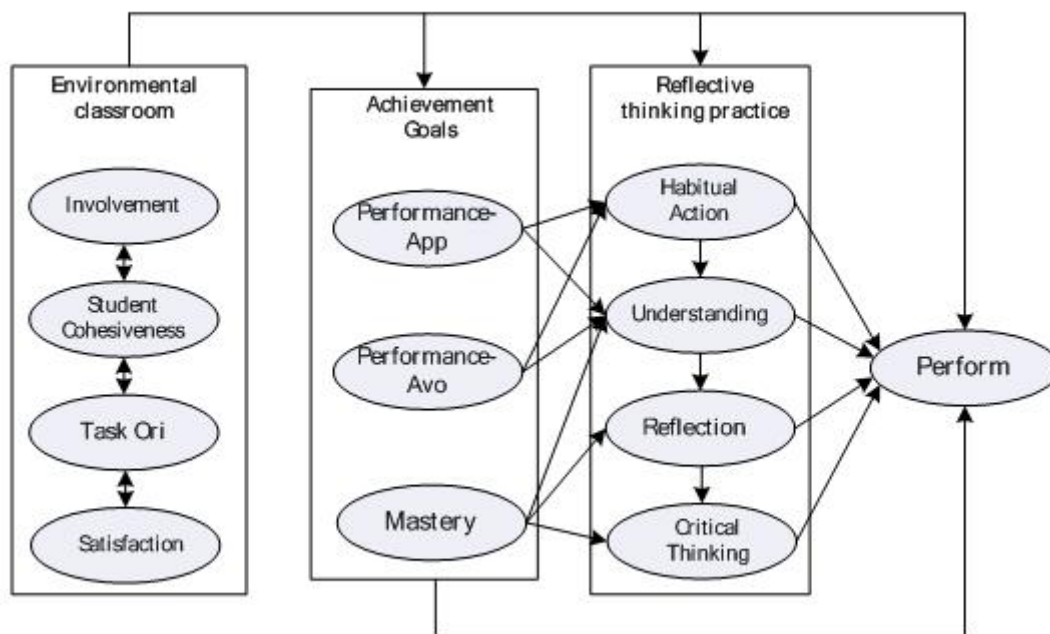 Environmental
classroom
Involvement
Student
Cohesiveness
Task Ori
Satisfaction
Achievement
Goals
Performance-
App
Performance-
Avo
Mastery
Reflective
thinking practice
Habitual
Action
Understanding
Reflection
Critical
Thinking
Perform